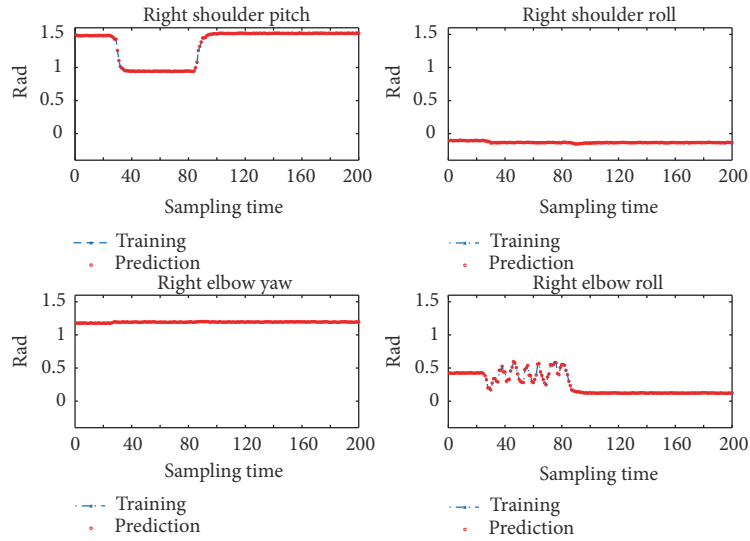 Right shoulder pitch
1.5
1
0.5
0
Rad
0 40 80 120 160 200
Sampling time
Training
Prediction
Right shoulder roll
1.5
1
0.5
0
Rad
0 40 80 120 160 200
Sampling time
Training
Prediction
Right elbow yaw
1.5
1
0.5
0
Rad
0 40 80 120 160 200
Sampling time
Training
Prediction
Right elbow roll
1.5
1
0.5
0
Rad
0 40 80 120 160 200
Sampling time
Training
Prediction